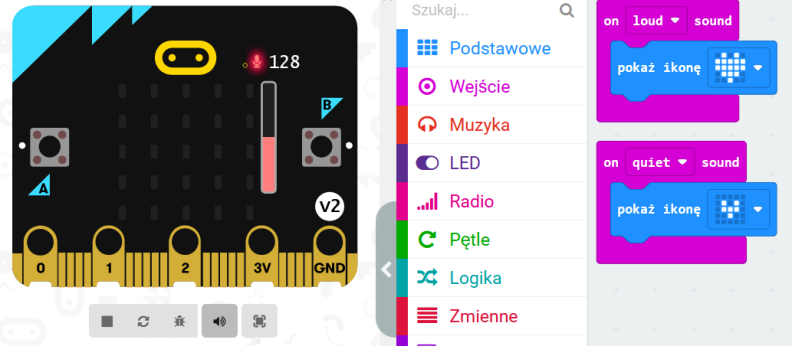 128
B
A
v2
0 1 2 3V GND
Szukaj...
Podstawowe
Wejście
Muzyka
LED
Radio
Pętle
Logika
Zmienne
on loud sound
pokaż ikonę
on quiet sound
pokaż ikonę